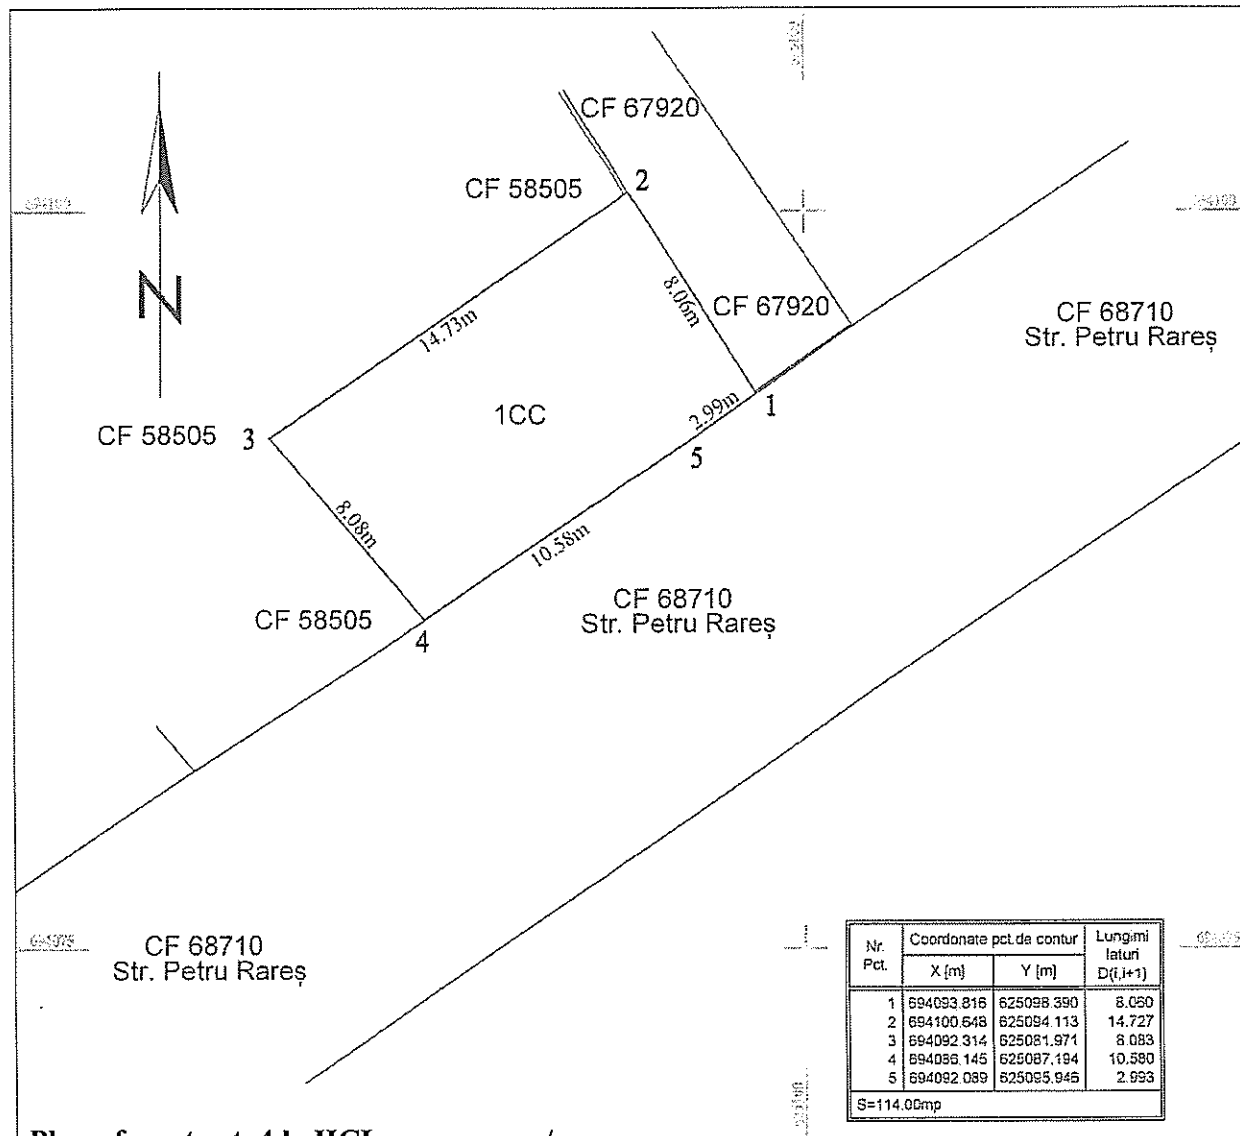 CF 67920
CF 58505
2
N
8.06m
CF 67920
CF 68710
Str. Petru Rareș
14.73m
1CC
2.99m
1
CF 58505
3
5
8.08m
10.58m
CF 68710
Str. Petru Rareș
CF 58505
4
CF 68710
Str. Petru Rareș
Nr. Pct. Coordonate pct.de contur Lungimi laturi D(i,i+1)
X [m] Y [m]
1 694093.816 625098.390 8.060
2 694100.648 625094.113 14.727
3 694092.314 625081.971 8.083
4 694086.145 625087.194 10.580
5 694092.089 625095.946 2.993
S=114.00mp